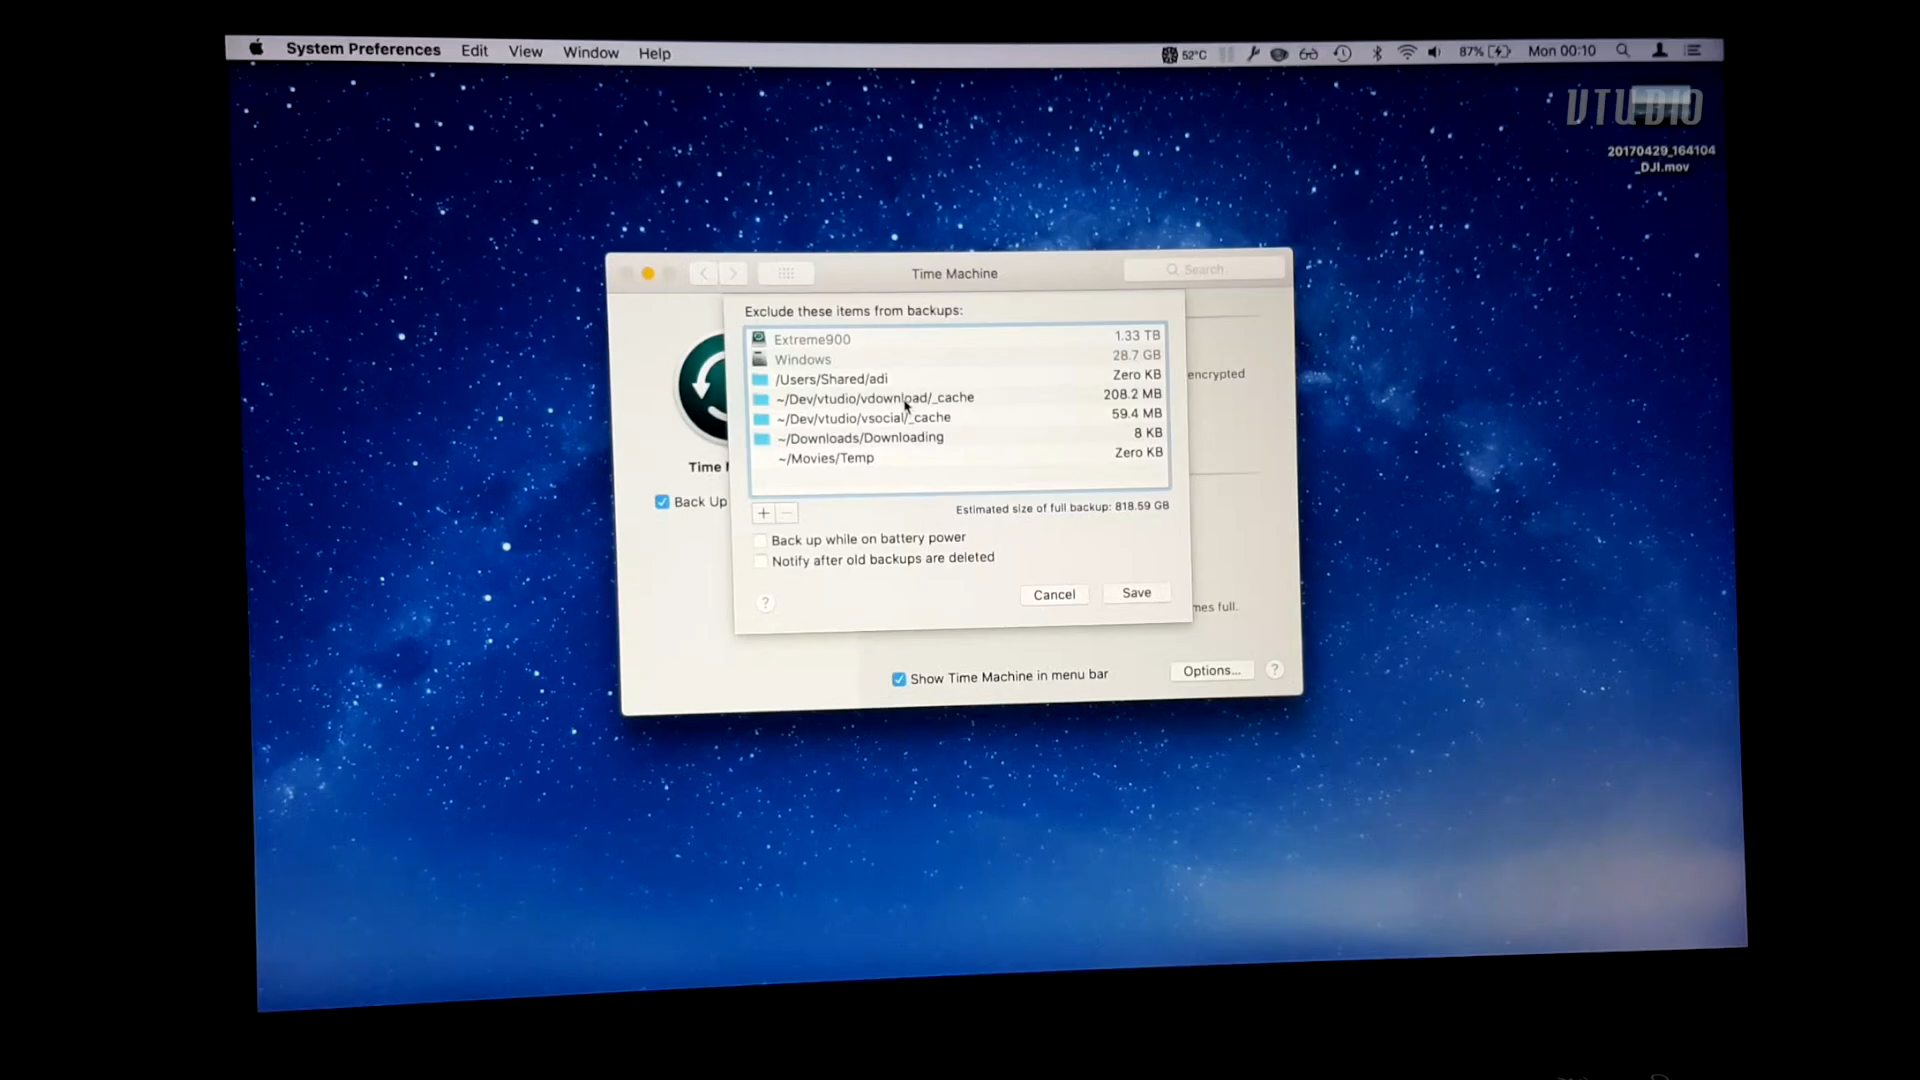 System Preferences Edit View Window Help
52°C 87% Mon 00:10
VTUDIO
20170429_164104
_DJI.mov
Time Machine
Search
Exclude these items from backups:
Extreme900 1.33 TB
Windows 28.7 GB
/Users/Shared/adi Zero KB
encrypted
~/Dev/vtudio/vdownload/_cache 208.2 MB
~/Dev/vtudio/vsocial/_cache 59.4 MB
~/Downloads/Downloading 8 KB
~/Movies/Temp Zero KB
Time
Back Up
+ −
Estimated size of full backup: 818.59 GB
Back up while on battery power
Notify after old backups are deleted
? Cancel Save
mes full.
Show Time Machine in menu bar
Options... ?